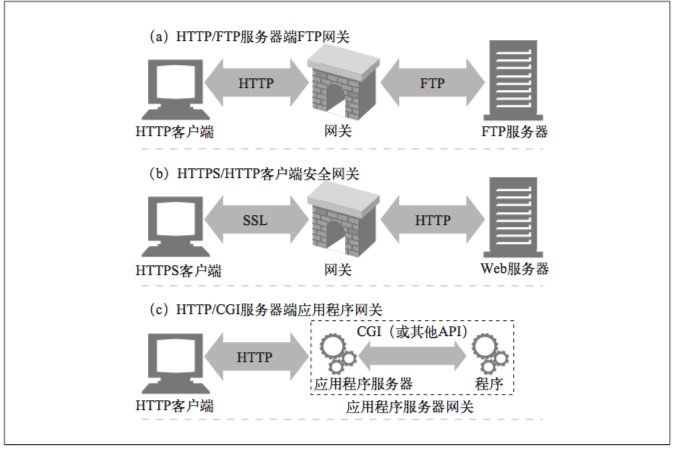 (a) HTTP/FTP服务器端FTP网关
HTTP
FTP
HTTP客户端
网关
FTP服务器
(b) HTTPS/HTTP客户端安全网关
SSL
HTTP
HTTPS客户端
网关
Web服务器
(c) HTTP/CGI服务器端应用程序网关
CGI（或其他API）
HTTP
应用程序服务器
程序
HTTP客户端
应用程序服务器网关